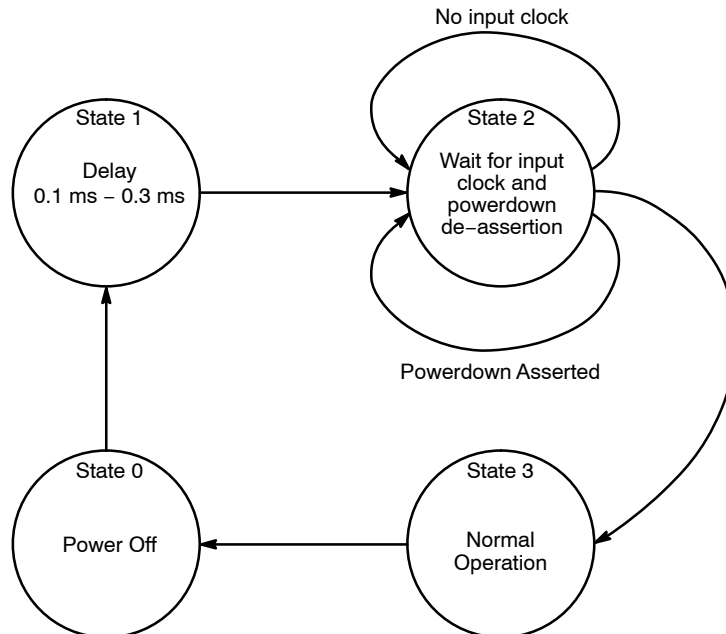 No input clock
State 1
Delay
0.1 ms – 0.3 ms
State 2
Wait for input
clock and
powerdown
de–assertion
Powerdown Asserted
State 0
Power Off
State 3
Normal
Operation